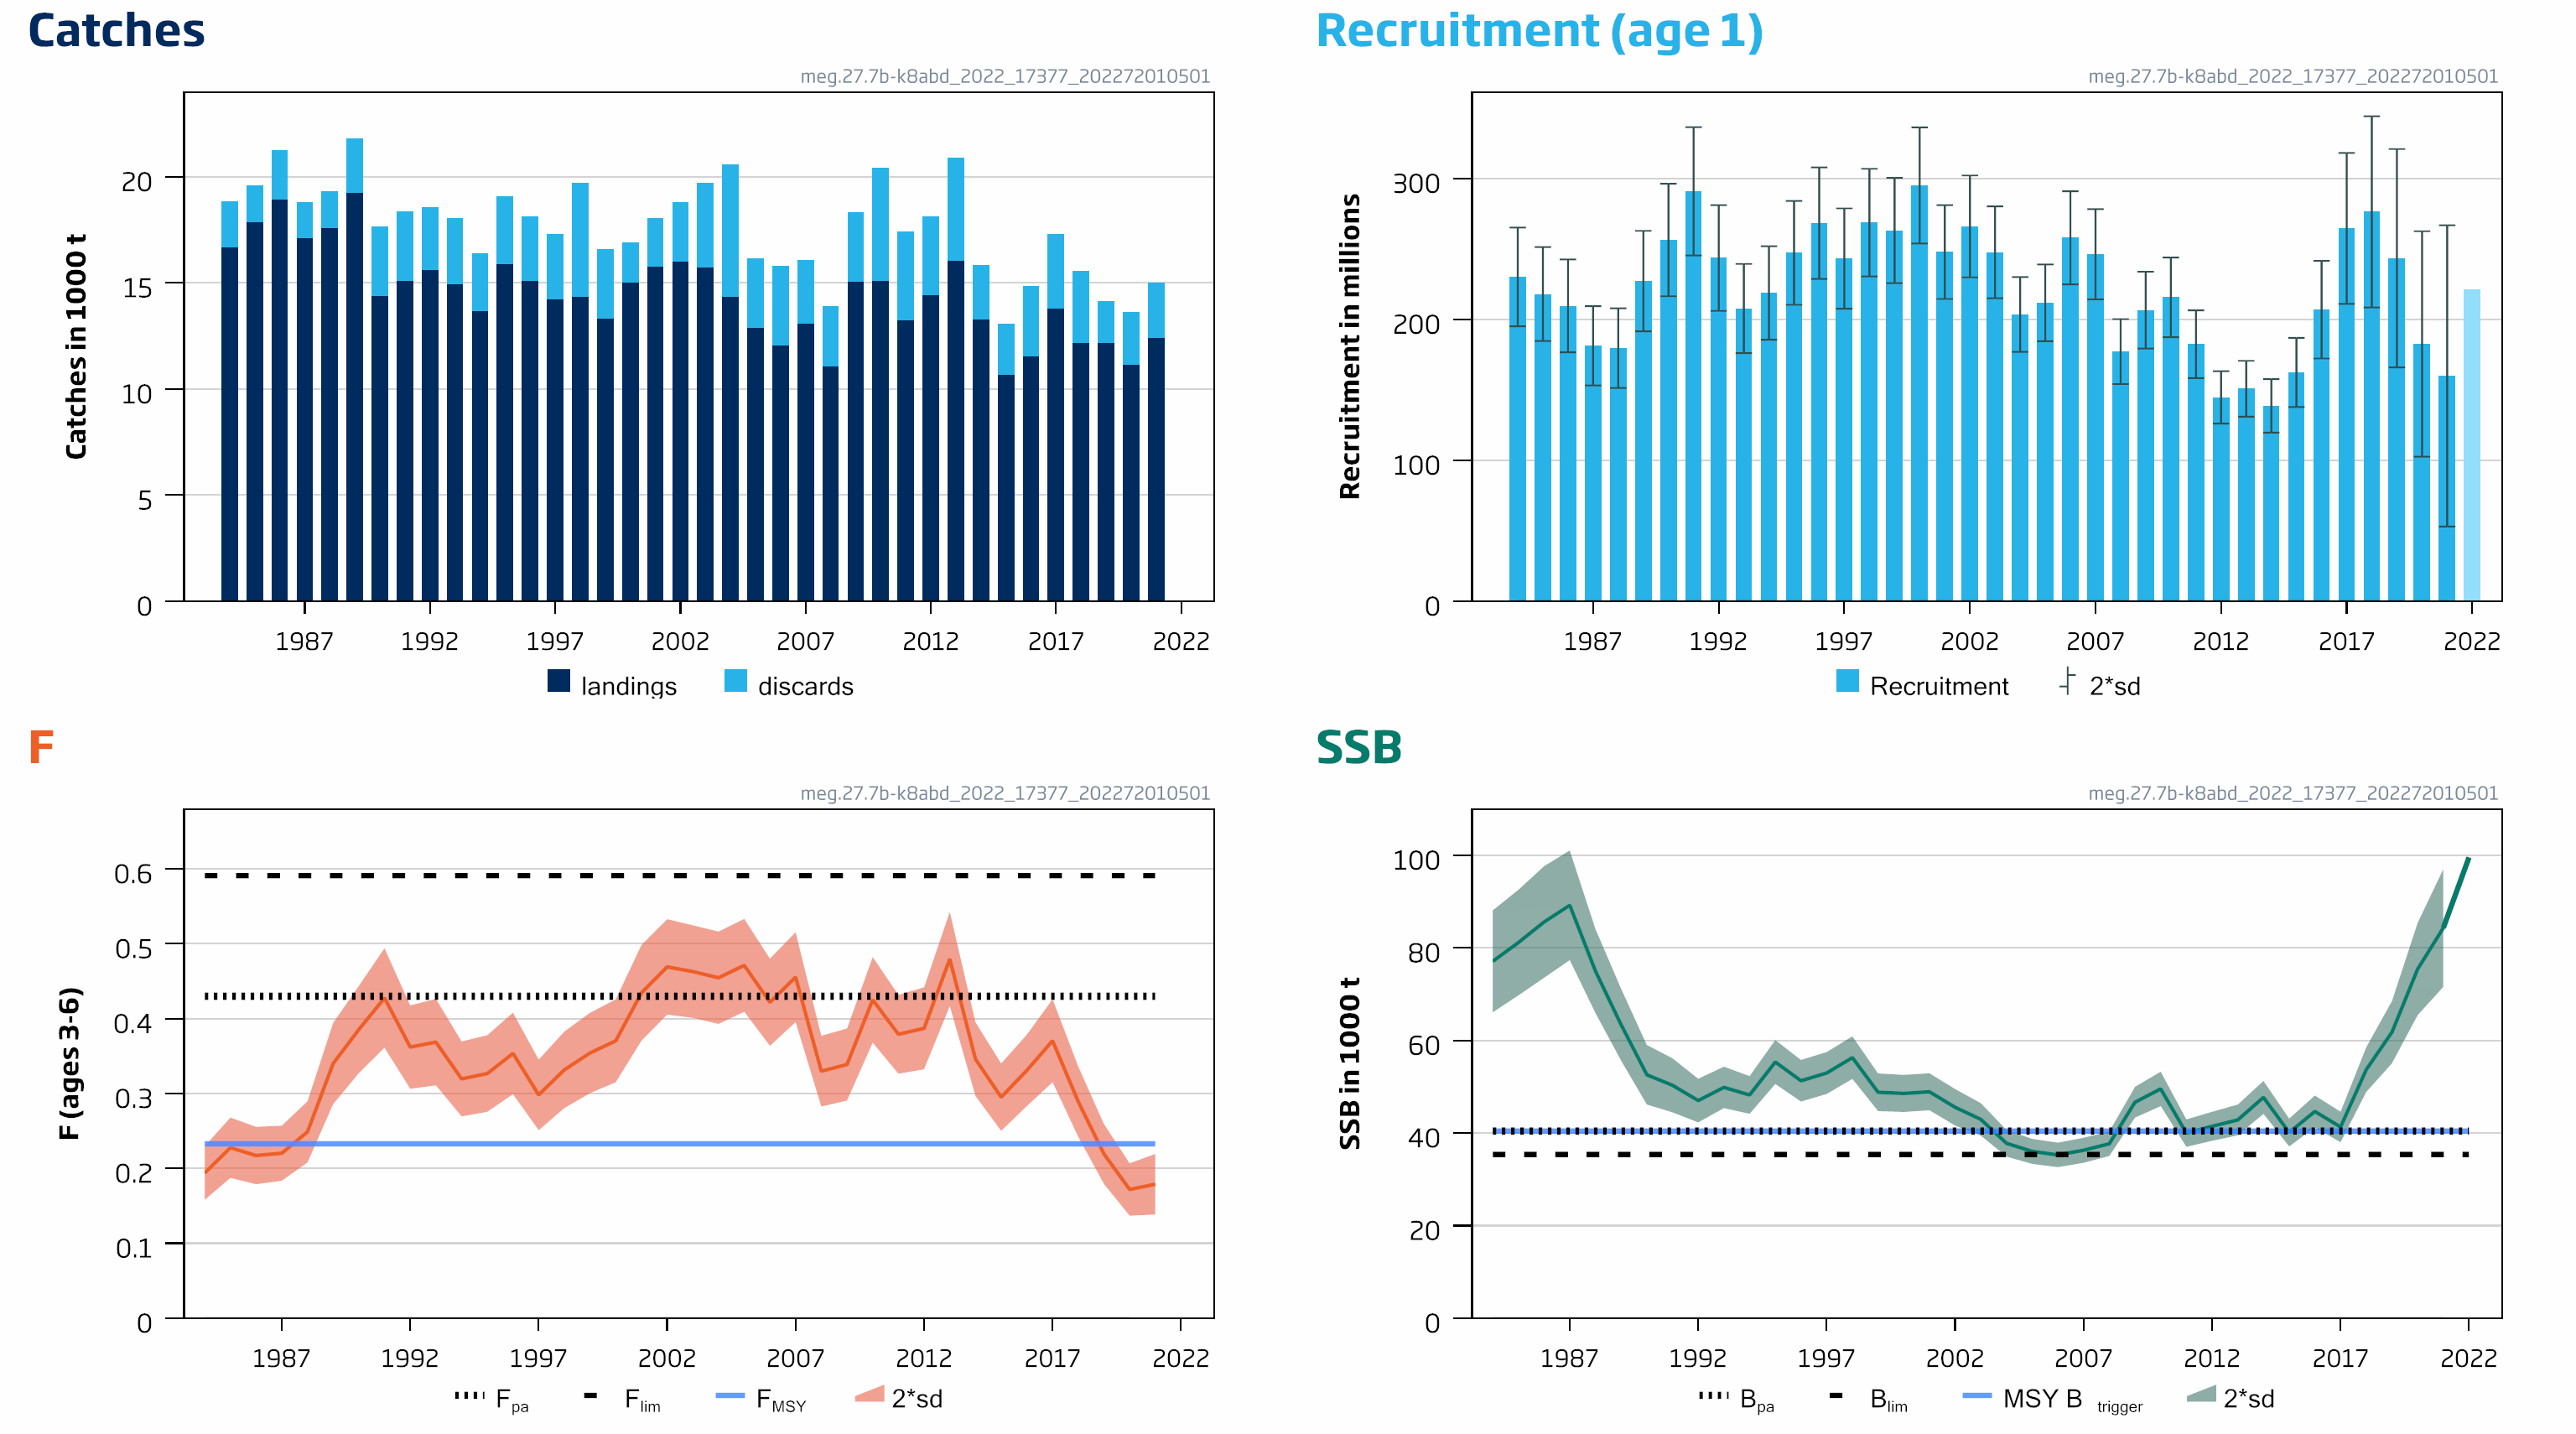 Catches
meg.27.7b-k8abd_2022_17377_202272010501
Catches in 1000 t
20
15
10
5
0
1987 1992 1997 2002 2007 2012 2017 2022
landings discards
Recruitment (age 1)
meg.27.7b-k8abd_2022_17377_202272010501
Recruitment in millions
300
200
100
0
1987 1992 1997 2002 2007 2012 2017 2022
Recruitment 2*sd
F
meg.27.7b-k8abd_2022_17377_202272010501
F (ages 3-6)
0.6
0.5
0.4
0.3
0.2
0.1
0
1987 1992 1997 2002 2007 2012 2017 2022
Fpa Flim FMSY 2*sd
SSB
meg.27.7b-k8abd_2022_17377_202272010501
SSB in 1000 t
100
80
60
40
20
0
1987 1992 1997 2002 2007 2012 2017 2022
Bpa Blim MSY B trigger 2*sd